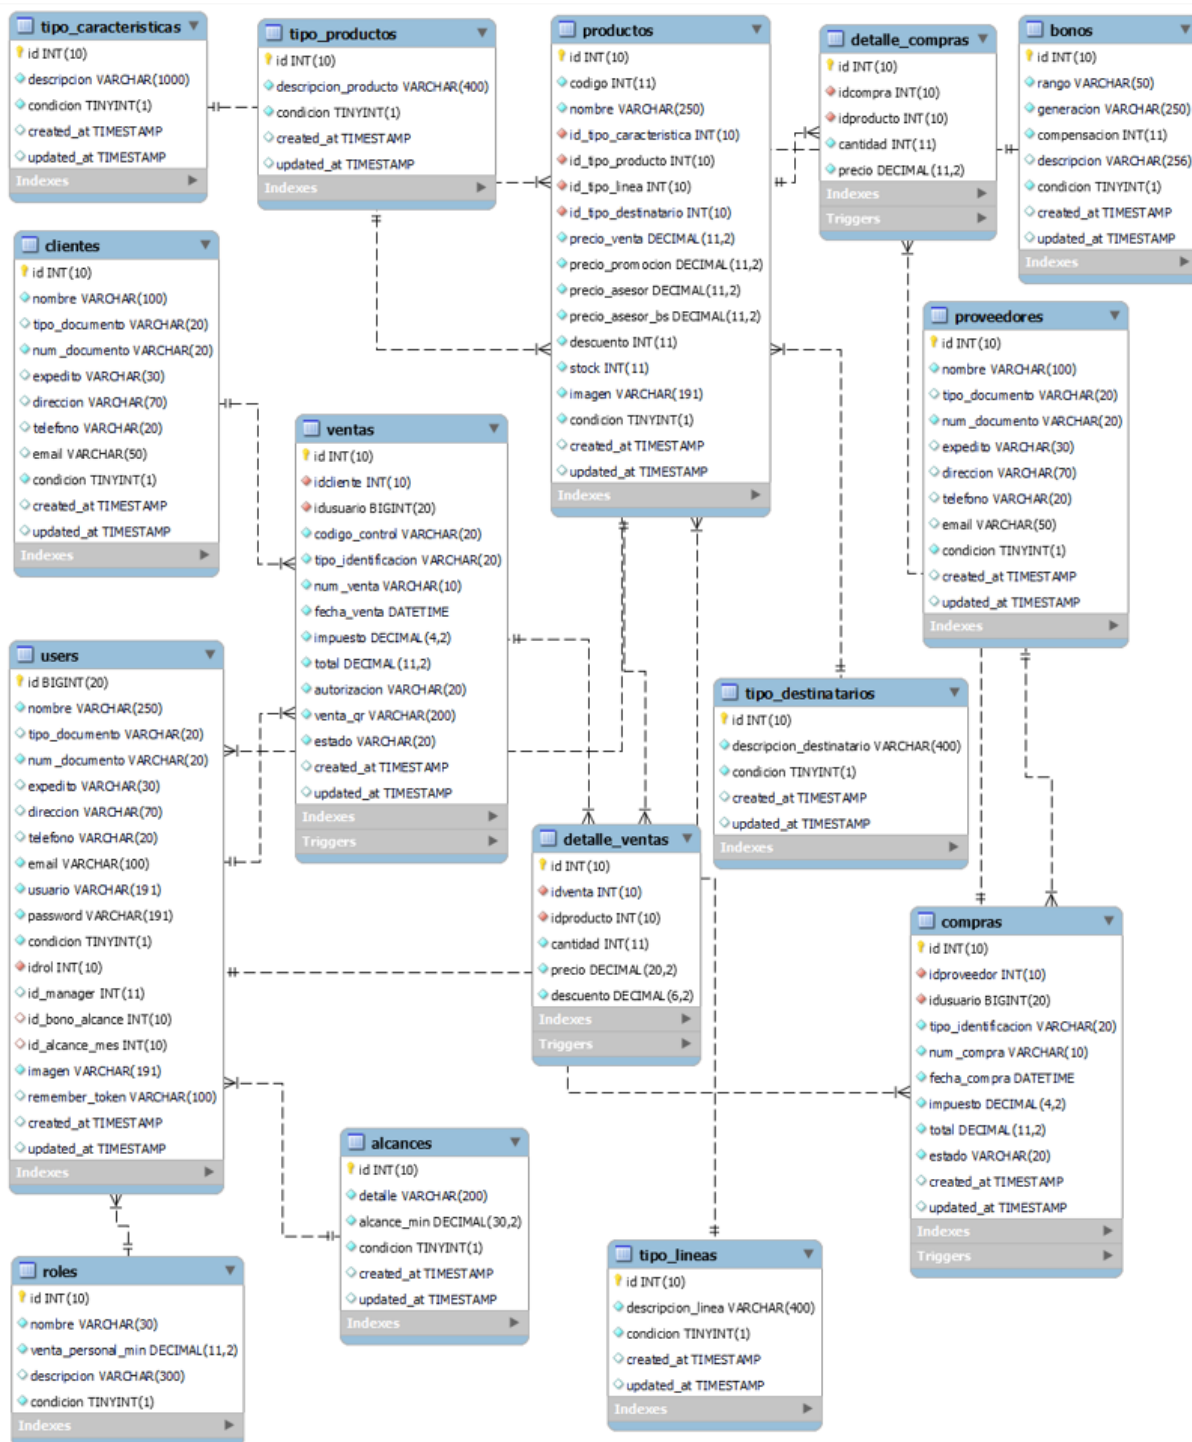 tipo_caracteristicas
id INT(10)
descripcion VARCHAR(1000)
condicion TINYINT(1)
created_at TIMESTAMP
updated_at TIMESTAMP
Indexes
tipo_productos
id INT(10)
descripcion_producto VARCHAR(400)
condicion TINYINT(1)
created_at TIMESTAMP
updated_at TIMESTAMP
Indexes
productos
id INT(10)
codigo INT(11)
nombre VARCHAR(250)
id_tipo_caracteristica INT(10)
id_tipo_producto INT(10)
id_tipo_linea INT(10)
id_tipo_destinatario INT(10)
precio_venta DECIMAL(11,2)
precio_promocion DECIMAL(11,2)
precio_asesor DECIMAL(11,2)
precio_asesor_bs DECIMAL(11,2)
descuento INT(11)
stock INT(11)
imagen VARCHAR(191)
condicion TINYINT(1)
created_at TIMESTAMP
updated_at TIMESTAMP
Indexes
detalle_compras
id INT(10)
idcompra INT(10)
idproducto INT(10)
cantidad INT(11)
precio DECIMAL(11,2)
Indexes
Triggers
bonos
id INT(10)
rango VARCHAR(50)
generacion VARCHAR(250)
compensacion INT(11)
descripcion VARCHAR(256)
condicion TINYINT(1)
created_at TIMESTAMP
updated_at TIMESTAMP
Indexes
clientes
id INT(10)
nombre VARCHAR(100)
tipo_documento VARCHAR(20)
num_documento VARCHAR(20)
expedito VARCHAR(30)
direccion VARCHAR(70)
telefono VARCHAR(20)
email VARCHAR(50)
condicion TINYINT(1)
created_at TIMESTAMP
updated_at TIMESTAMP
Indexes
proveedores
id INT(10)
nombre VARCHAR(100)
tipo_documento VARCHAR(20)
num_documento VARCHAR(20)
expedito VARCHAR(30)
direccion VARCHAR(70)
telefono VARCHAR(20)
email VARCHAR(50)
condicion TINYINT(1)
created_at TIMESTAMP
updated_at TIMESTAMP
Indexes
ventas
id INT(10)
idcliente INT(10)
idusuario BIGINT(20)
codigo_control VARCHAR(20)
tipo_identificacion VARCHAR(20)
num_venta VARCHAR(10)
fecha_venta DATETIME
impuesto DECIMAL(4,2)
total DECIMAL(11,2)
autorizacion VARCHAR(20)
venta_qr VARCHAR(200)
estado VARCHAR(20)
created_at TIMESTAMP
updated_at TIMESTAMP
Indexes
Triggers
users
id BIGINT(20)
nombre VARCHAR(250)
tipo_documento VARCHAR(20)
num_documento VARCHAR(20)
expedito VARCHAR(30)
direccion VARCHAR(70)
telefono VARCHAR(20)
email VARCHAR(100)
usuario VARCHAR(191)
password VARCHAR(191)
condicion TINYINT(1)
idrol INT(10)
id_manager INT(11)
id_bono_alcance INT(10)
id_alcance_mes INT(10)
imagen VARCHAR(191)
remember_token VARCHAR(100)
created_at TIMESTAMP
updated_at TIMESTAMP
Indexes
tipo_destinatarios
id INT(10)
descripcion_destinatario VARCHAR(400)
condicion TINYINT(1)
created_at TIMESTAMP
updated_at TIMESTAMP
Indexes
detalle_ventas
id INT(10)
idventa INT(10)
idproducto INT(10)
cantidad INT(11)
precio DECIMAL(20,2)
descuento DECIMAL(6,2)
Indexes
Triggers
compras
id INT(10)
idproveedor INT(10)
idusuario BIGINT(20)
tipo_identificacion VARCHAR(20)
num_compra VARCHAR(10)
fecha_compra DATETIME
impuesto DECIMAL(4,2)
total DECIMAL(11,2)
estado VARCHAR(20)
created_at TIMESTAMP
updated_at TIMESTAMP
Indexes
Triggers
alcances
id INT(10)
detalle VARCHAR(200)
alcance_min DECIMAL(30,2)
condicion TINYINT(1)
created_at TIMESTAMP
updated_at TIMESTAMP
Indexes
tipo_lineas
id INT(10)
descripcion_linea VARCHAR(400)
condicion TINYINT(1)
created_at TIMESTAMP
updated_at TIMESTAMP
Indexes
roles
id INT(10)
nombre VARCHAR(30)
venta_personal_min DECIMAL(11,2)
descripcion VARCHAR(300)
condicion TINYINT(1)
Indexes